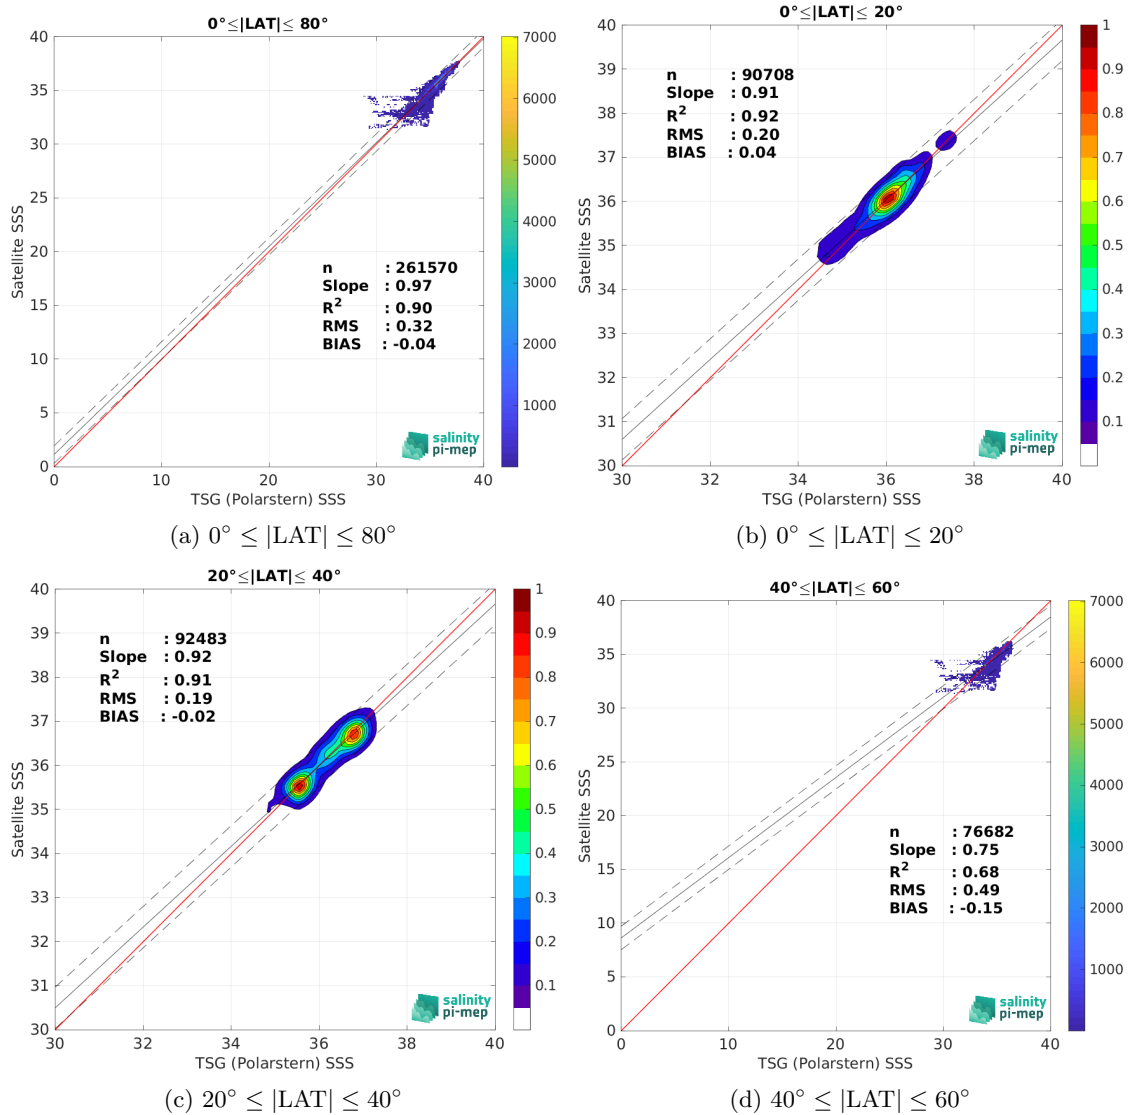 0°≤|LAT|≤ 80°
40
35
30
25
20
15
10
5
0
Satellite SSS
n : 261570
Slope : 0.97
R² : 0.90
RMS : 0.32
BIAS : -0.04
salinity
pi-mep
0 10 20 30 40
TSG (Polarstern) SSS
7000
6000
5000
4000
3000
2000
1000
(a) 0° ≤ |LAT| ≤ 80°
0°≤|LAT|≤ 20°
40
39
38
37
36
35
34
33
32
31
30
Satellite SSS
n : 90708
Slope : 0.91
R² : 0.92
RMS : 0.20
BIAS : 0.04
salinity
pi-mep
30 32 34 36 38 40
TSG (Polarstern) SSS
1
0.9
0.8
0.7
0.6
0.5
0.4
0.3
0.2
0.1
(b) 0° ≤ |LAT| ≤ 20°
20°≤|LAT|≤ 40°
40
39
38
37
36
35
34
33
32
31
30
Satellite SSS
n : 92483
Slope : 0.92
R² : 0.91
RMS : 0.19
BIAS : -0.02
salinity
pi-mep
30 32 34 36 38 40
TSG (Polarstern) SSS
1
0.9
0.8
0.7
0.6
0.5
0.4
0.3
0.2
0.1
(c) 20° ≤ |LAT| ≤ 40°
40°≤|LAT|≤ 60°
40
35
30
25
20
15
10
5
0
Satellite SSS
n : 76682
Slope : 0.75
R² : 0.68
RMS : 0.49
BIAS : -0.15
salinity
pi-mep
0 10 20 30 40
TSG (Polarstern) SSS
7000
6000
5000
4000
3000
2000
1000
(d) 40° ≤ |LAT| ≤ 60°